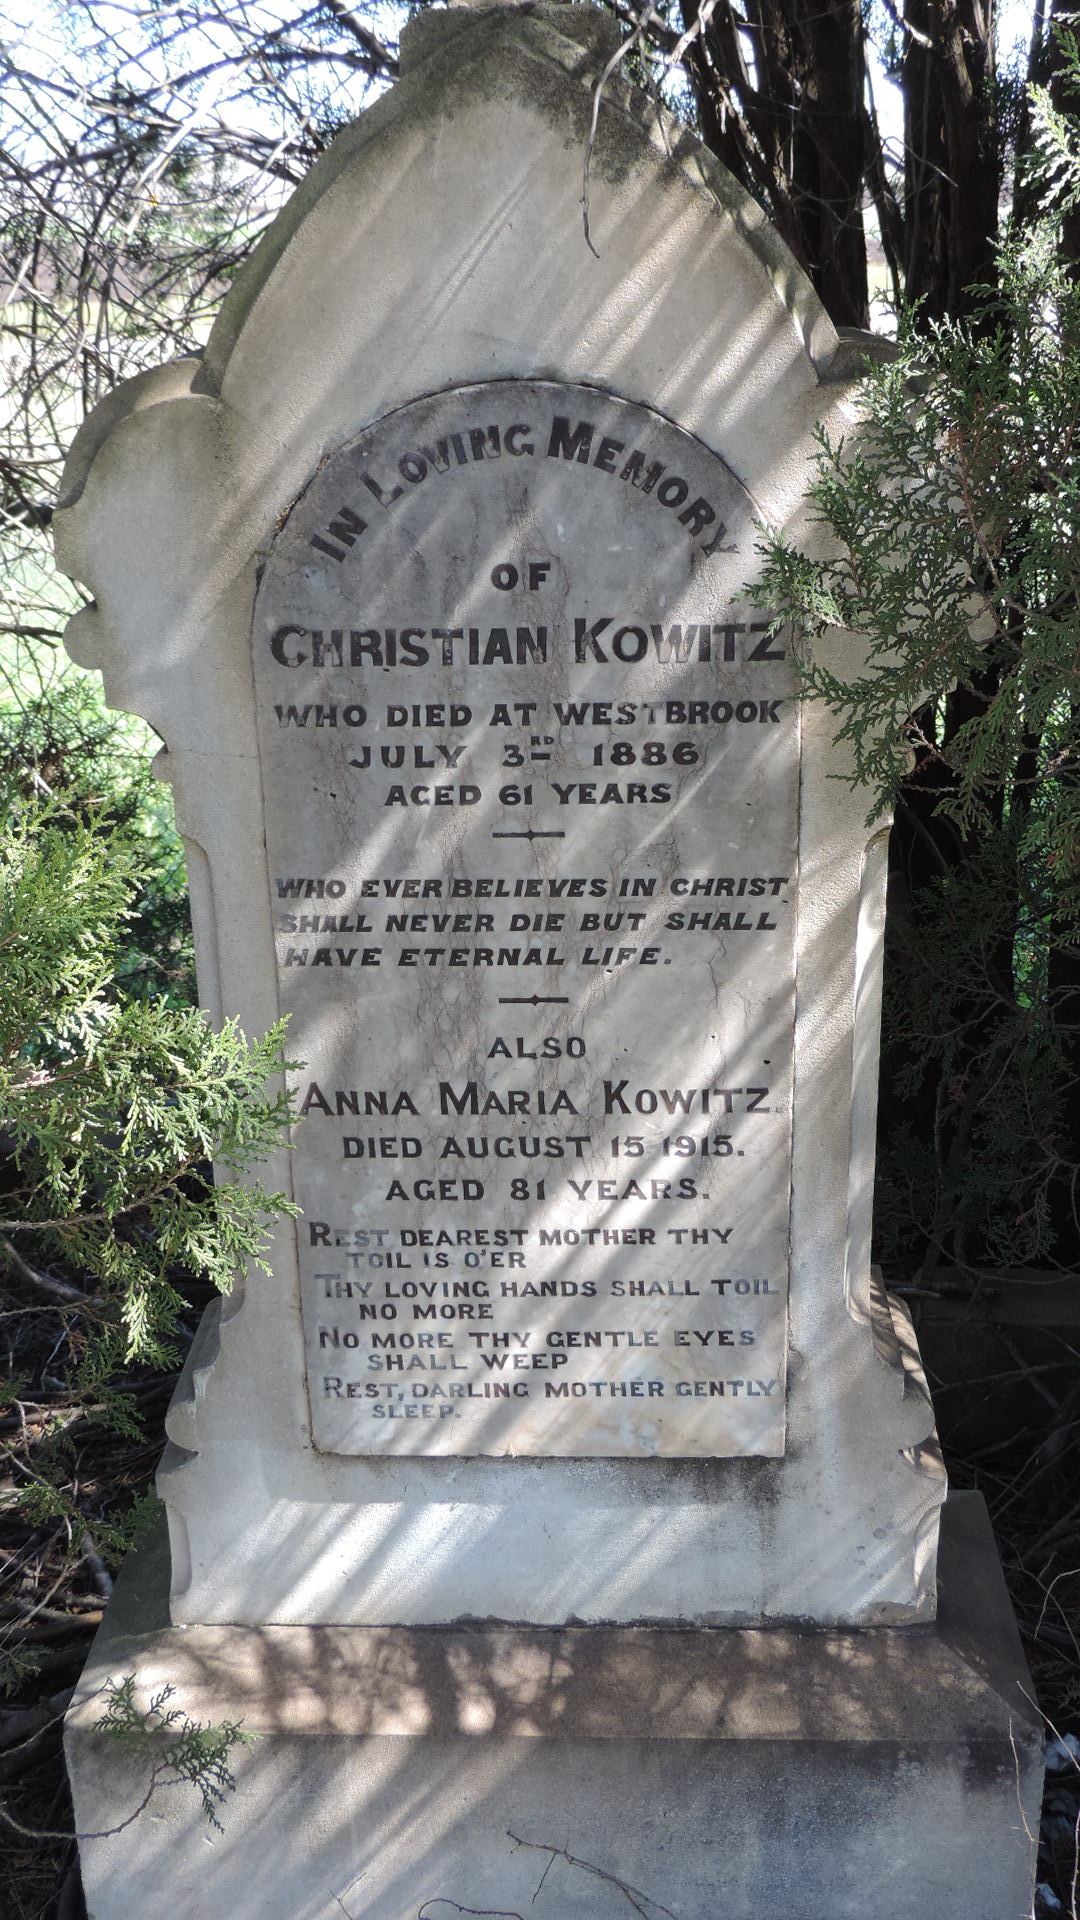 IN LOVING MEMORY
OF
CHRISTIAN KOWITZ
WHO DIED AT WESTBROOK
JULY 3RD 1886
AGED 61 YEARS
WHO EVER BELIEVES IN CHRIST
SHALL NEVER DIE BUT SHALL
HAVE ETERNAL LIFE.
ALSO
ANNA MARIA KOWITZ.
DIED AUGUST 15 1915.
AGED 81 YEARS.
REST DEAREST MOTHER THY
TOIL IS O'ER
THY LOVING HANDS SHALL TOIL
NO MORE
NO MORE THY GENTLE EYES
SHALL WEEP
REST, DARLING MOTHER GENTLY
SLEEP.